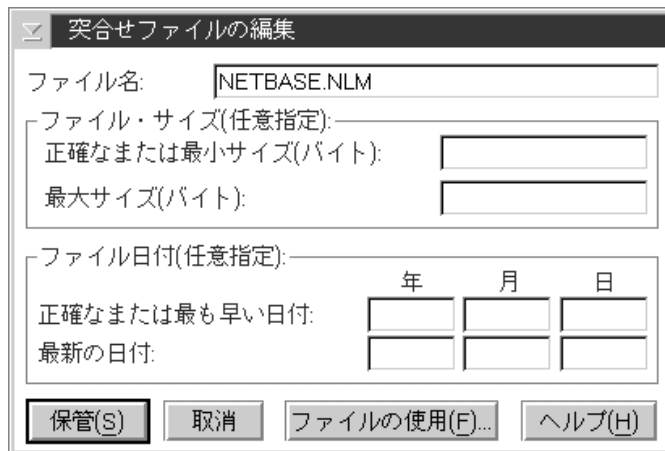 突合せファイルの編集
ファイル名: NETBASE.NLM
ファイル・サイズ(任意指定):
正確なまたは最小サイズ(バイト):
最大サイズ(バイト):
ファイル日付(任意指定):
年 月 日
正確なまたは最も早い日付:
最新の日付:
保管(S) 取消 ファイルの使用(F)... ヘルプ(H)